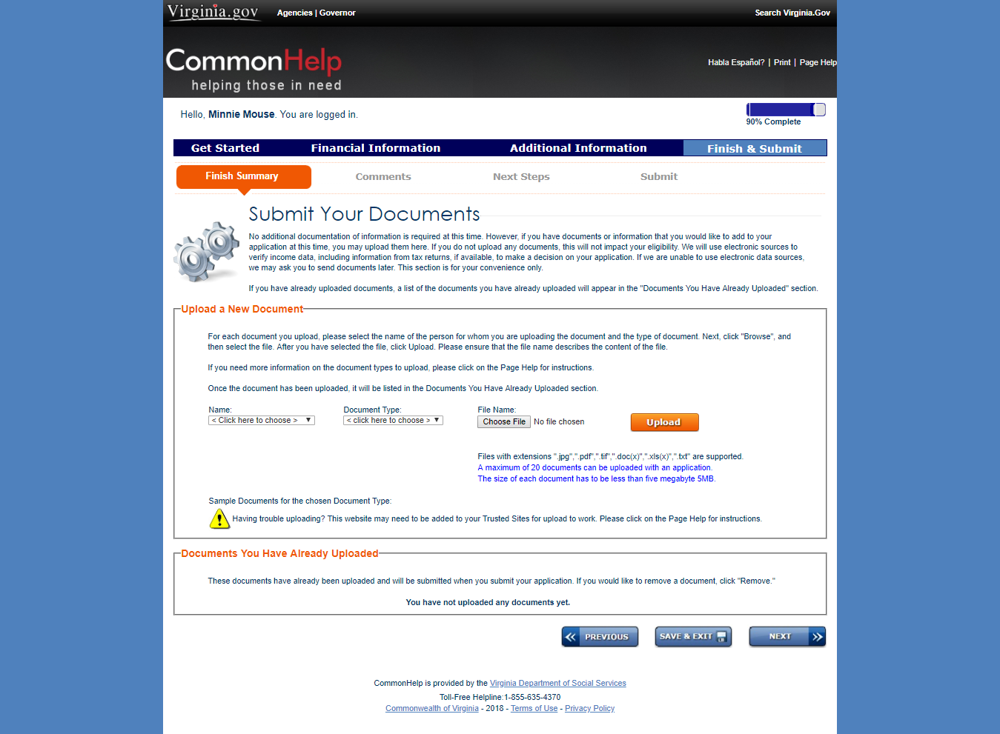 Virginia.gov Agencies | Governor Search Virginia.Gov
CommonHelp
helping those in need
Habla Español? | Print | Page Help
Hello, Minnie Mouse. You are logged in.
90% Complete
Get Started Financial Information Additional Information Finish & Submit
Finish Summary Comments Next Steps Submit
Submit Your Documents
No additional documentation of information is required at this time. However, if you have documents or information that you would like to add to your
application at this time, you may upload them here. If you do not upload any documents, this will not impact your eligibility. We will use electronic sources to
verify income data, including information from tax returns, if available, to make a decision on your application. If we are unable to use electronic data sources,
we may ask you to send documents later. This section is for your convenience only.
If you have already uploaded documents, a list of the documents you have already uploaded will appear in the "Documents You Have Already Uploaded" section.
Upload a New Document
For each document you upload, please select the name of the person for whom you are uploading the document and the type of document. Next, click "Browse", and
then select the file. After you have selected the file, click Upload. Please ensure that the file name describes the content of the file.
If you need more information on the document types to upload, please click on the Page Help for instructions.
Once the document has been uploaded, it will be listed in the Documents You Have Already Uploaded section.
Name: Document Type: File Name:
< Click here to choose > < click here to choose > Choose File No file chosen Upload
Files with extensions ".jpg",".pdf",".tif",".doc(x)",".xls(x)",".txt" are supported.
A maximum of 20 documents can be uploaded with an application.
The size of each document has to be less than five megabyte 5MB.
Sample Documents for the chosen Document Type:
Having trouble uploading? This website may need to be added to your Trusted Sites for upload to work. Please click on the Page Help for instructions.
Documents You Have Already Uploaded
These documents have already been uploaded and will be submitted when you submit your application. If you would like to remove a document, click "Remove."
You have not uploaded any documents yet.
PREVIOUS SAVE & EXIT NEXT
CommonHelp is provided by the Virginia Department of Social Services
Toll-Free Helpline:1-855-635-4370
Commonwealth of Virginia - 2018 - Terms of Use - Privacy Policy